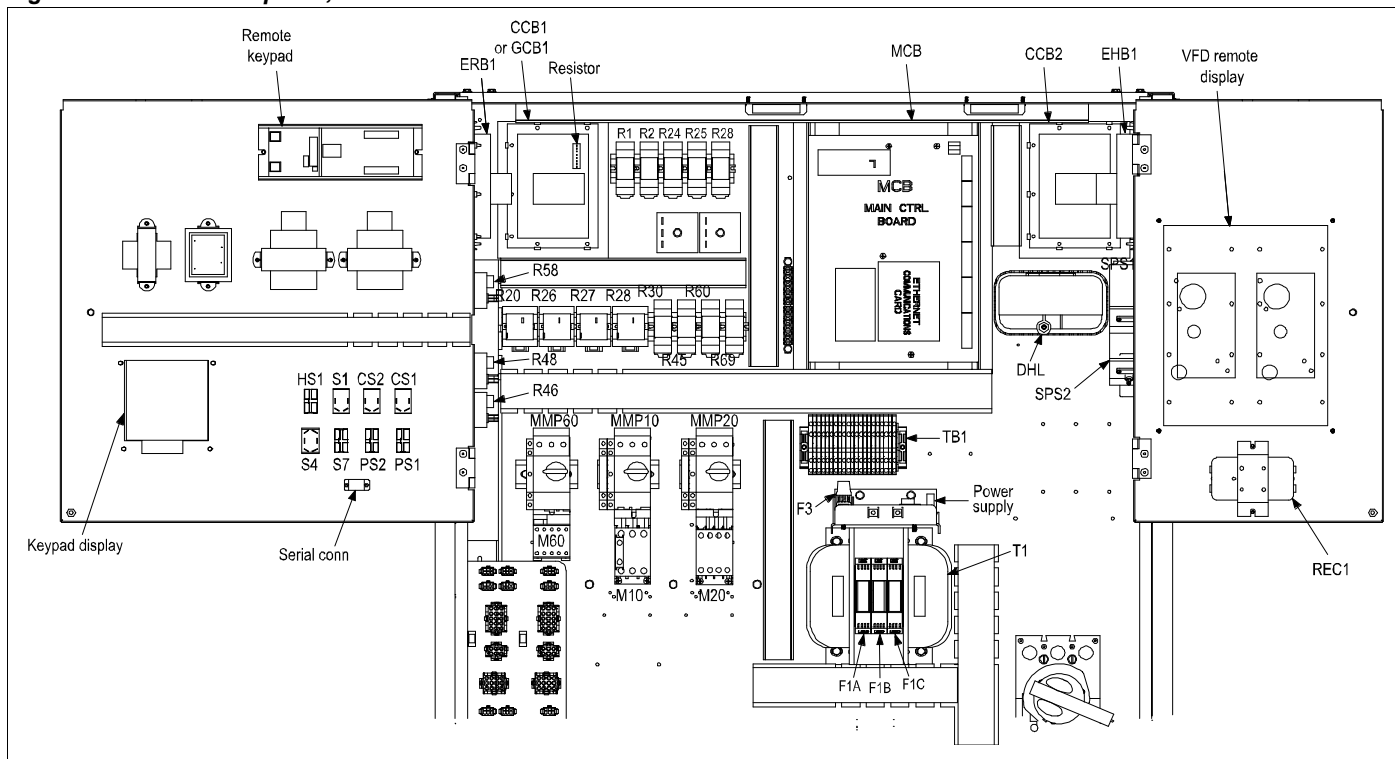 Remote
keypad
CCB1
or GCB1
ERB1
Resistor
MCB
CCB2
EHB1
VFD remote
display
R1 R2 R24 R25 R28
MCB
MAIN CTRL
BOARD
ETHERNET
COMMUNICATIONS
CARD
R58
R20 R26 R27 R28 R30 R60
R45 R69
R48
R46
DHL
SPS2
HS1 S1 CS2 CS1
S4 S7 PS2 PS1
Keypad display
Serial conn
MMP60 MMP10 MMP20
M60
M10 M20
TB1
F3
Power
supply
T1
F1A F1B F1C
REC1